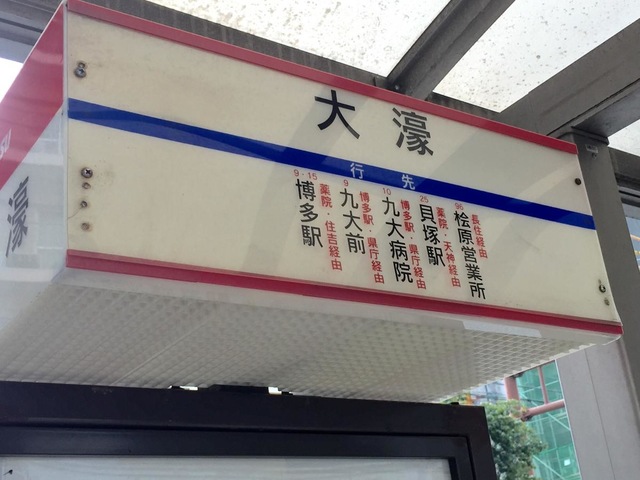 大濠
行先
96
長住経由
桧原営業所
25
薬院・天神経由
貝塚駅
10
博多駅・県庁経由
九大病院
9
博多駅・県庁経由
九大前
9・15
薬院・住吉経由
博多駅
濠